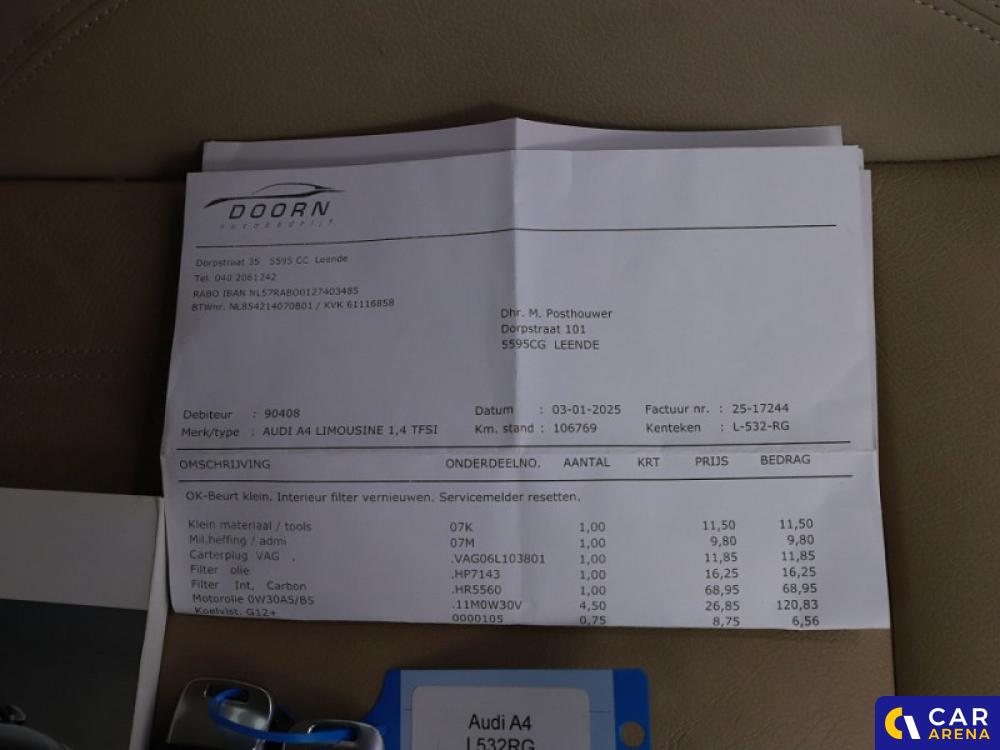 DOORN
autobedrijf
Dorpstraat 35 5595 CC Leende
Tel. 040 2061242
RABO IBAN NL57RABO0127403485
BTWnr. NL854214070B01 / KVK 61116858
Dhr. M. Posthouwer
Dorpstraat 101
5595CG LEENDE
Debiteur : 90408 Datum : 03-01-2025 Factuur nr. : 25-17244
Merk/type : AUDI A4 LIMOUSINE 1,4 TFSI Km. stand : 106769 Kenteken : L-532-RG
OMSCHRIJVING ONDERDEELNO. AANTAL KRT PRIJS BEDRAG
OK-Beurt klein. Interieur filter vernieuwen. Servicemelder resetten.
Klein materiaal / tools 07K 1,00 11,50 11,50
Mil.heffing / admi 07M 1,00 9,80 9,80
Carterplug VAG . .VAG06L103801 1,00 11,85 11,85
Filter olie .HP7143 1,00 16,25 16,25
Filter Int, Carbon .HR5560 1,00 68,95 68,95
Motorolie 0W30A5/B5 .11M0W30V 4,50 26,85 120,83
Koelvlst. G12+ 0000105 0,75 8,75 6,56
Audi A4
L532RG
CAR
ARENA